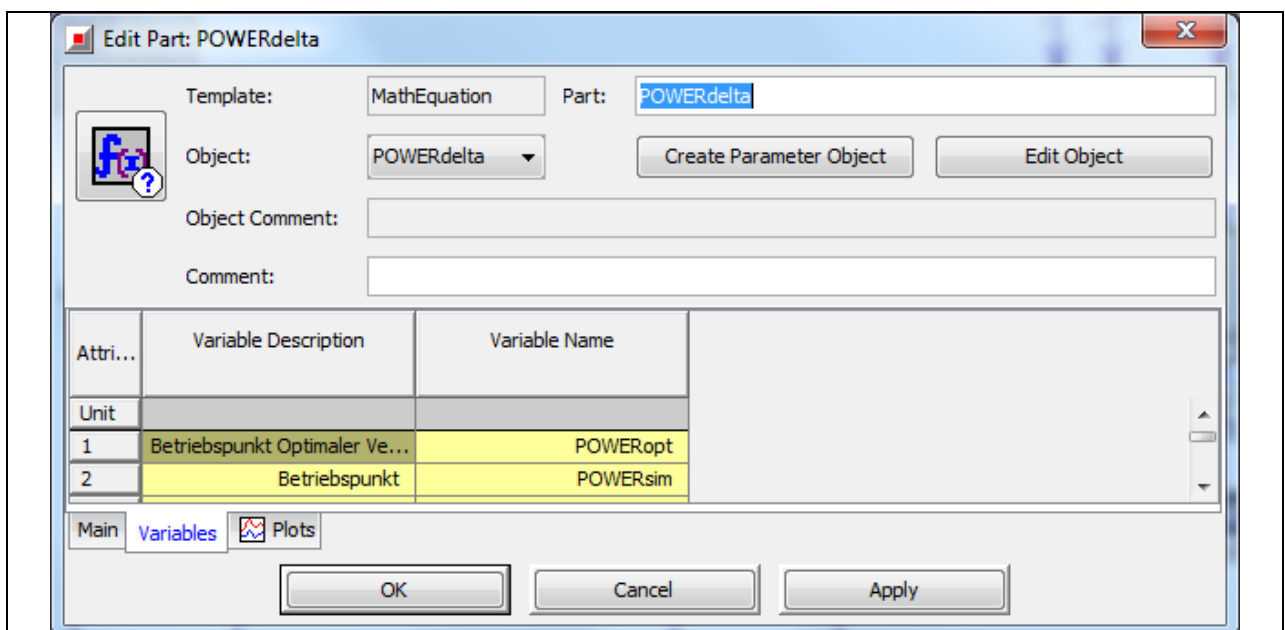 Edit Part: POWERdelta
Template: MathEquation Part: POWERdelta
Object: POWERdelta Create Parameter Object Edit Object
Object Comment:
Comment:
Attri... Variable Description Variable Name
Unit
1 Betriebspunkt Optimaler Ve... POWERopt
2 Betriebspunkt POWERsim
Main Variables Plots
OK Cancel Apply